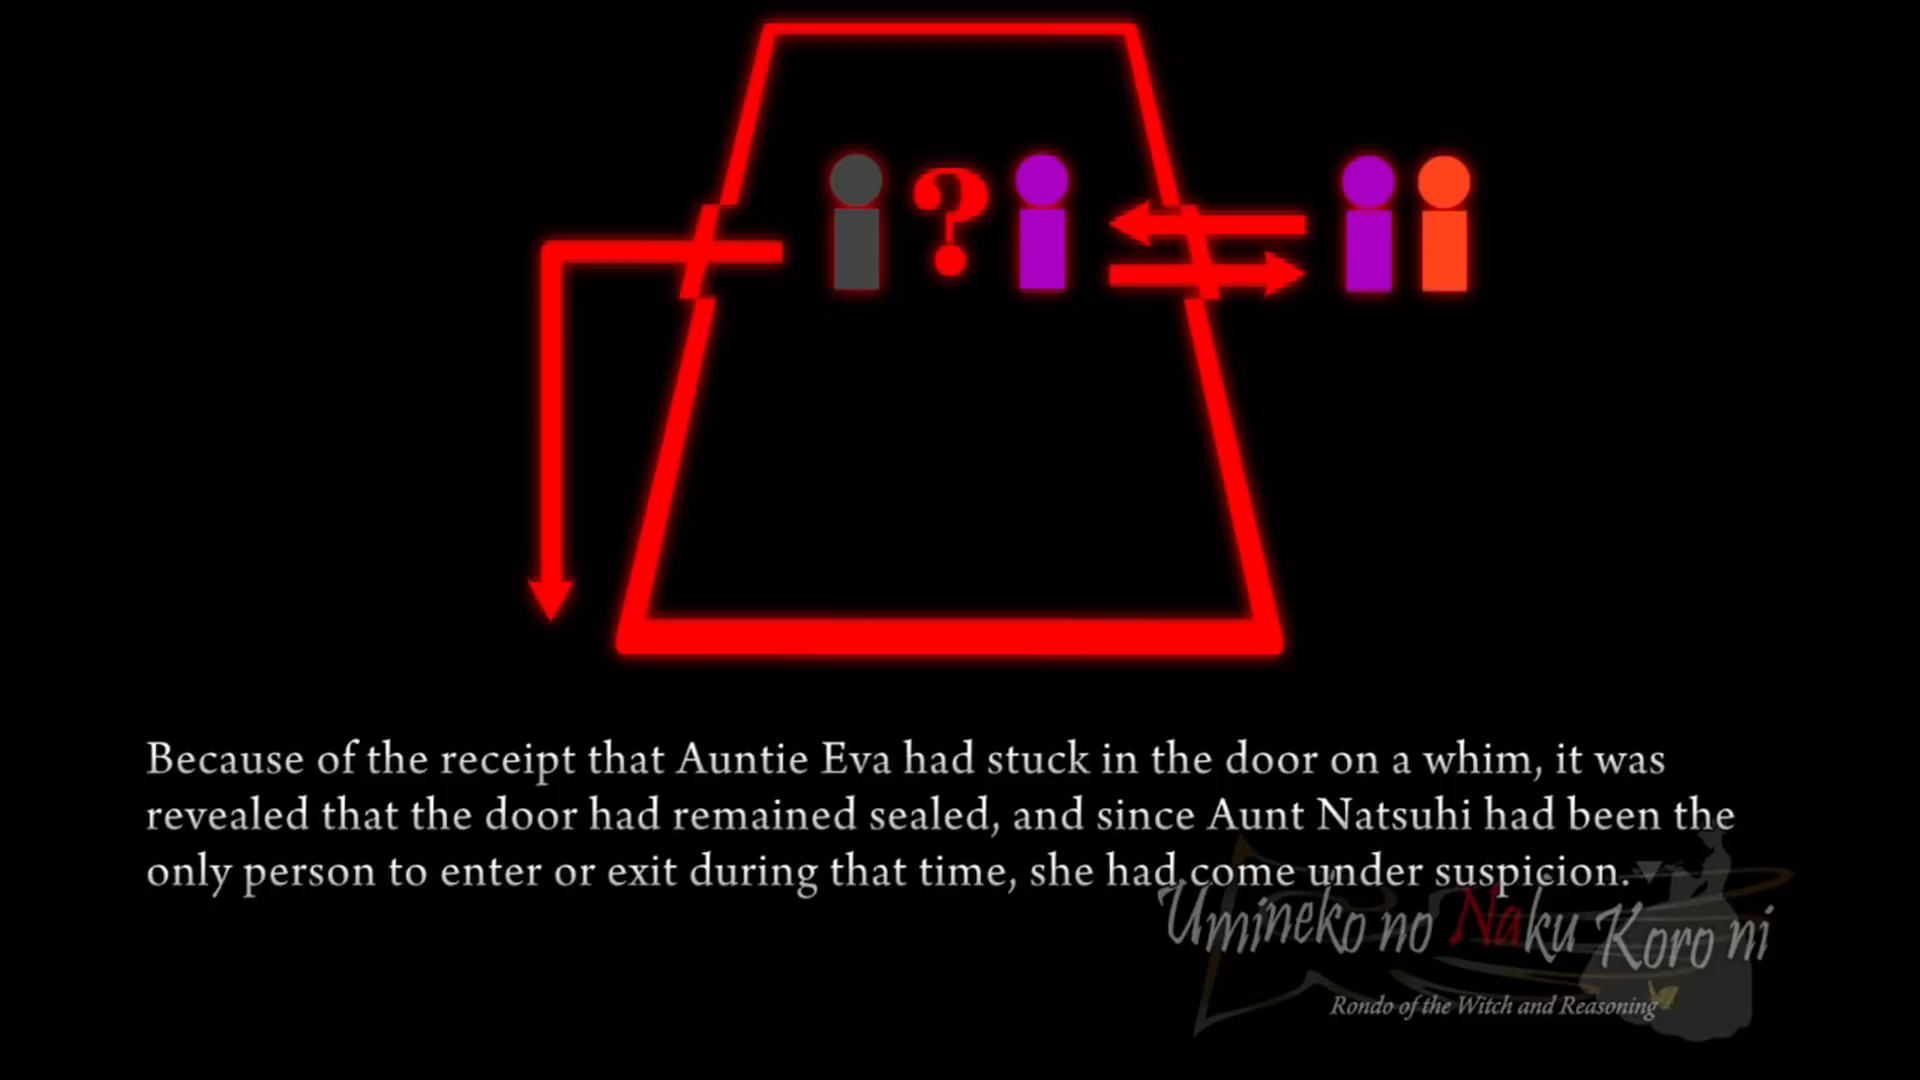 ?
Because of the receipt that Auntie Eva had stuck in the door on a whim, it was
revealed that the door had remained sealed, and since Aunt Natsuhi had been the
only person to enter or exit during that time, she had come under suspicion.
Umineko no Naku Koro ni
Rondo of the Witch and Reasoning